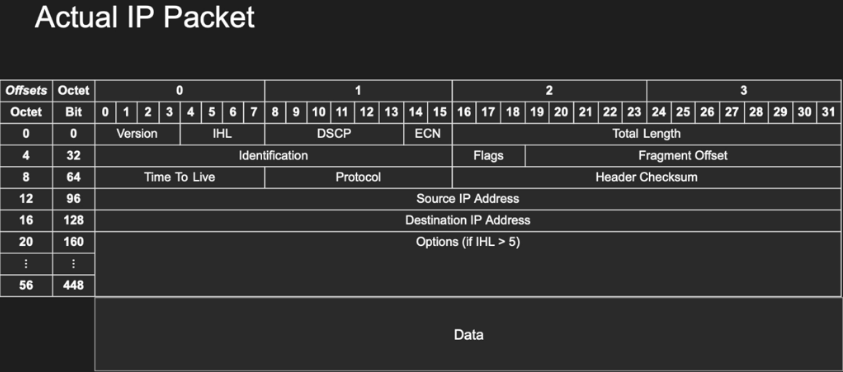 Actual IP Packet
Offsets Octet 0 1 2 3
Octet Bit 0 1 2 3 4 5 6 7 8 9 10 11 12 13 14 15 16 17 18 19 20 21 22 23 24 25 26 27 28 29 30 31
0 0 Version IHL DSCP ECN Total Length
4 32 Identification Flags Fragment Offset
8 64 Time To Live Protocol Header Checksum
12 96 Source IP Address
16 128 Destination IP Address
20 160 Options (if IHL > 5)
⋮ ⋮
56 448
Data